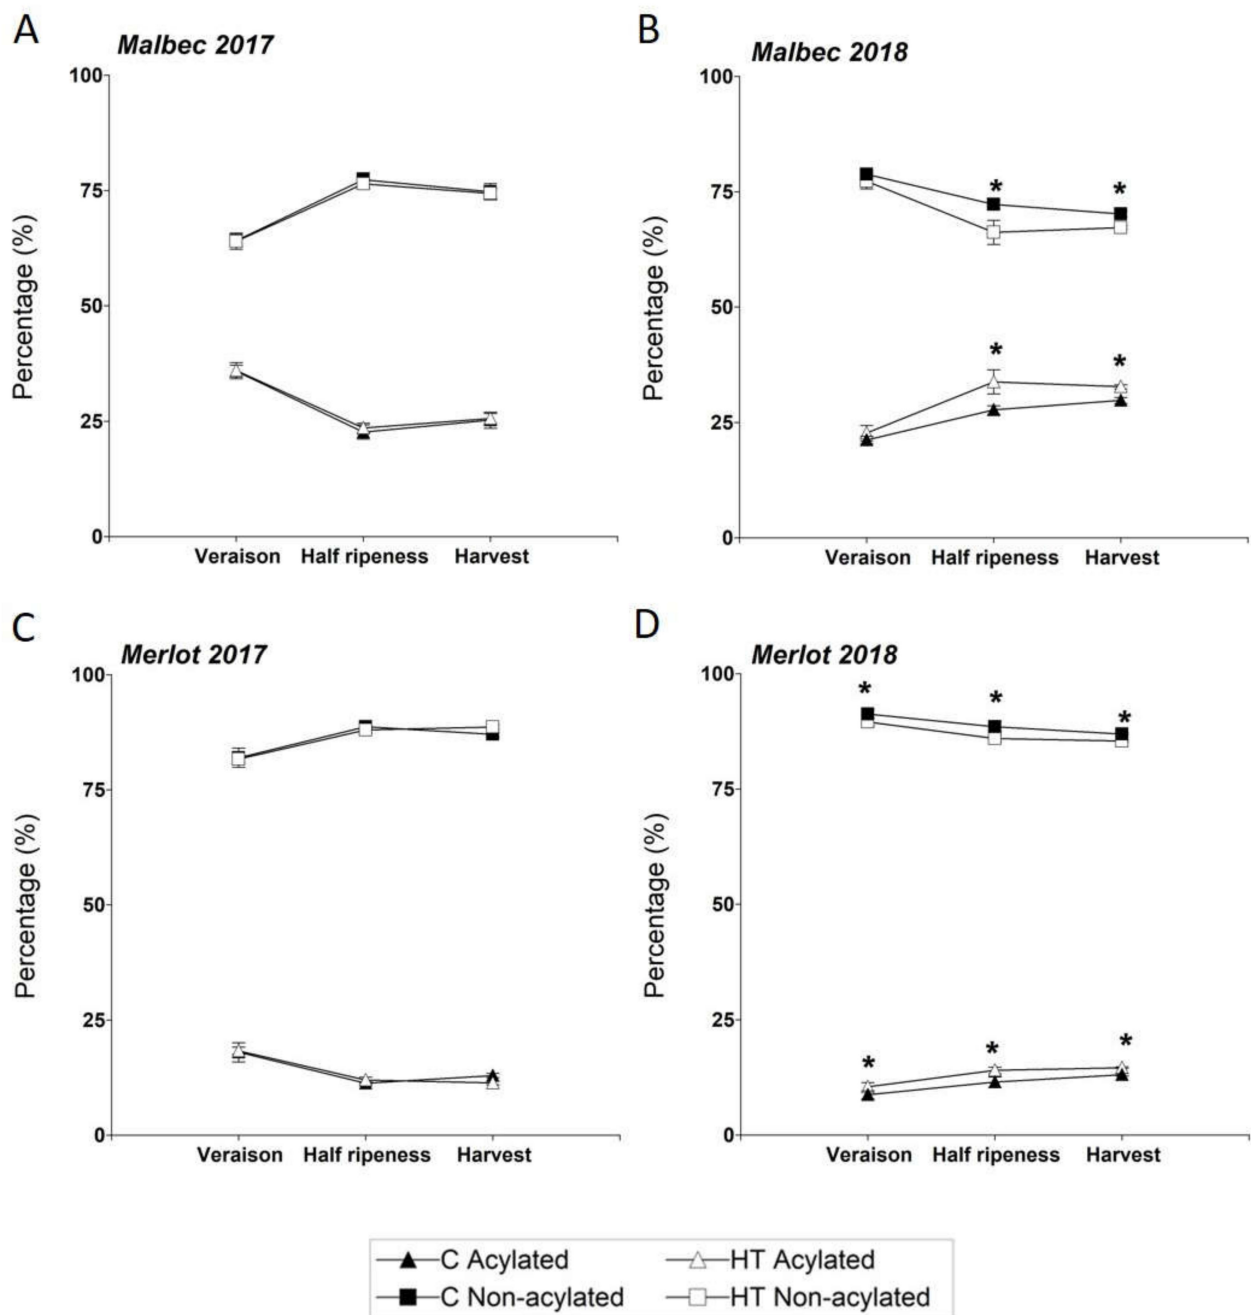 A
Malbec 2017
100
75
50
25
0
Percentage (%)
Veraison Half ripeness Harvest
B
Malbec 2018
100
75
50
25
0
Percentage (%)
* *
* *
Veraison Half ripeness Harvest
C
Merlot 2017
100
75
50
25
0
Percentage (%)
Veraison Half ripeness Harvest
D
Merlot 2018
100
75
50
25
0
Percentage (%)
* * *
* * *
Veraison Half ripeness Harvest
C Acylated HT Acylated
C Non-acylated HT Non-acylated